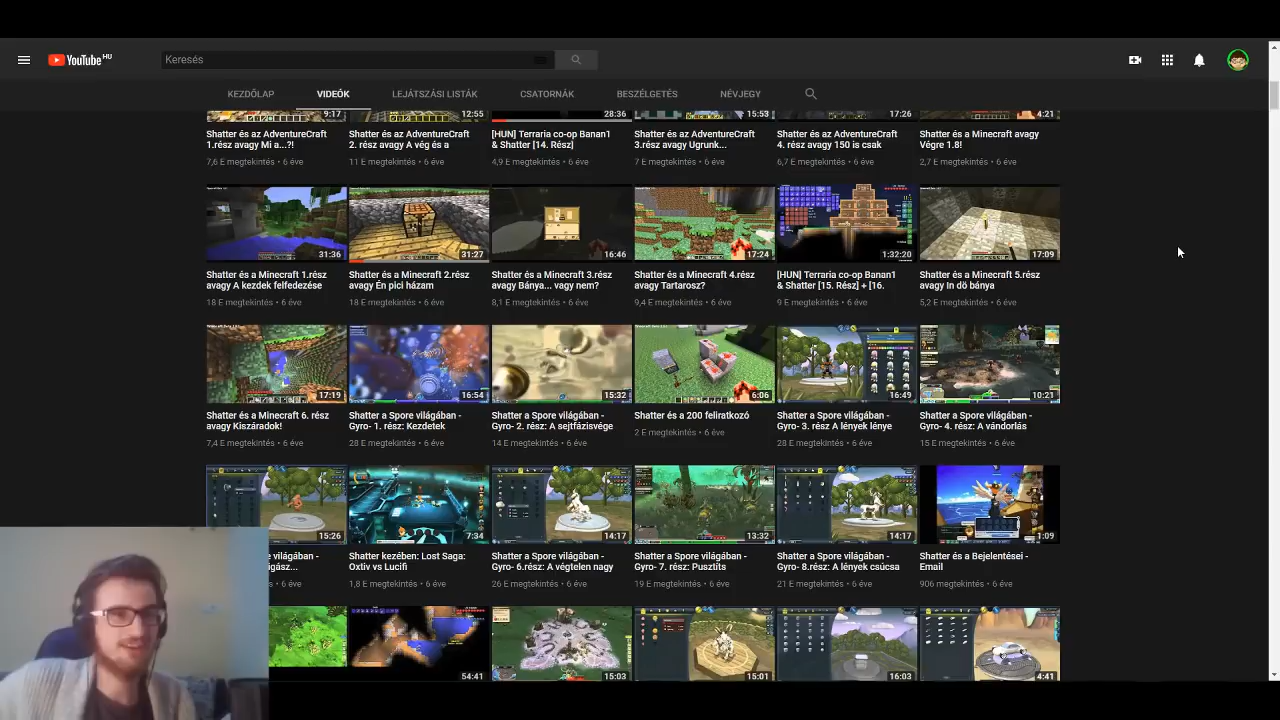 YouTube HU
Keresés
KEZDŐLAP VIDEÓK LEJÁTSZÁSI LISTÁK CSATORNÁK BESZÉLGETÉS NÉVJEGY
9:17 12:55 28:36 15:53 17:26 4:21
Shatter és az AdventureCraft
1.rész avagy Mi a...?!
7,6 E megtekintés • 6 éve
Shatter és az AdventureCraft
2. rész avagy A vég és a
11 E megtekintés • 6 éve
[HUN] Terraria co-op Banan1
& Shatter [14. Rész]
4,9 E megtekintés • 6 éve
Shatter és az AdventureCraft
3.rész avagy Ugrunk...
7 E megtekintés • 6 éve
Shatter és az AdventureCraft
4. rész avagy 150 is csak
6,7 E megtekintés • 6 éve
Shatter és a Minecraft avagy
Végre 1.8!
2,7 E megtekintés • 6 éve
31:36 31:27 16:46 17:24 1:32:20 17:09
Shatter és a Minecraft 1.rész
avagy A kezdek felfedezése
18 E megtekintés • 6 éve
Shatter és a Minecraft 2.rész
avagy Én pici házam
18 E megtekintés • 6 éve
Shatter és a Minecraft 3.rész
avagy Bánya... vagy nem?
8,1 E megtekintés • 6 éve
Shatter és a Minecraft 4.rész
avagy Tartarosz?
9,4 E megtekintés • 6 éve
[HUN] Terraria co-op Banan1
& Shatter [15. Rész] + [16.
9 E megtekintés • 6 éve
Shatter és a Minecraft 5.rész
avagy In dö bánya
5,2 E megtekintés • 6 éve
17:19 16:54 15:32 6:06 16:49 10:21
Shatter és a Minecraft 6. rész
avagy Kiszáradok!
7,4 E megtekintés • 6 éve
Shatter a Spore világában -
Gyro- 1. rész: Kezdetek
28 E megtekintés • 6 éve
Shatter a Spore világában -
Gyro- 2. rész: A sejtfázisvége
14 E megtekintés • 6 éve
Shatter és a 200 feliratkozó
2 E megtekintés • 6 éve
Shatter a Spore világában -
Gyro- 3. rész A lények lénye
28 E megtekintés • 6 éve
Shatter a Spore világában -
Gyro- 4. rész: A vándorlás
15 E megtekintés • 6 éve
15:26 7:34 14:17 13:32 14:17 1:09
világában -
igász...
megtekintés • 6 éve
Shatter kezében: Lost Saga:
Oxtiv vs Lucifi
1,8 E megtekintés • 6 éve
Shatter a Spore világában -
Gyro- 6.rész: A végtelen nagy
26 E megtekintés • 6 éve
Shatter a Spore világában -
Gyro- 7. rész: Pusztíts
19 E megtekintés • 6 éve
Shatter a Spore világában -
Gyro- 8.rész: A lények csúcsa
21 E megtekintés • 6 éve
Shatter és a Bejelentései -
Email
906 megtekintés • 6 éve
54:41 15:03 15:01 16:03 4:41